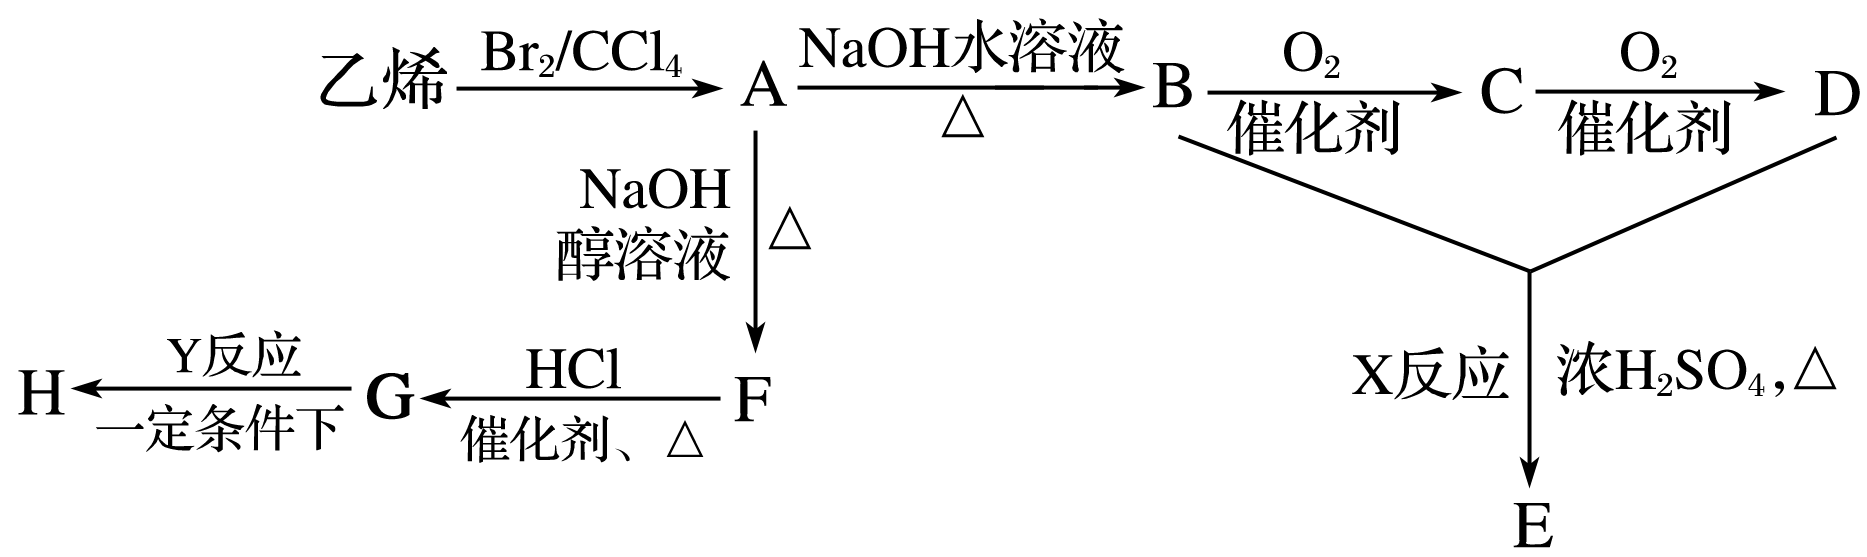 乙烯 Br₂/CCl₄ A NaOH水溶液 △ B O₂ 催化剂 C O₂ 催化剂 D
NaOH
醇溶液 △
X反应 浓H₂SO₄,△
H Y反应 一定条件下 G HCl 催化剂、△ F
E